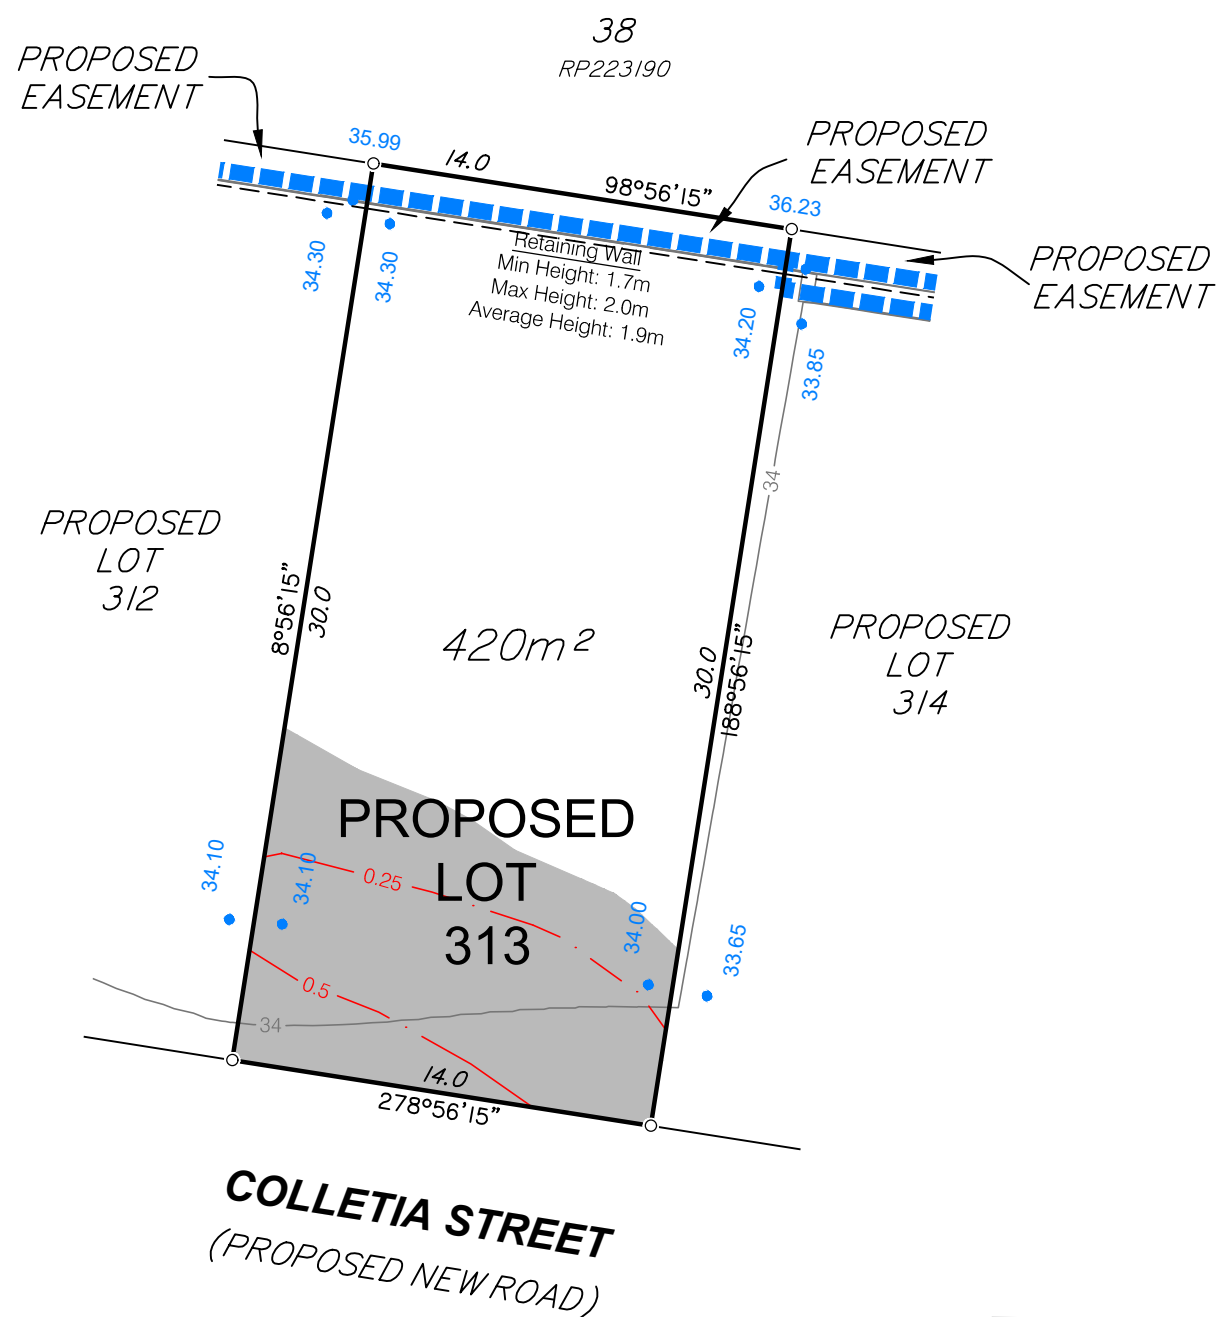 38
RP223190
PROPOSED
EASEMENT
35.99
14.0
98°56'15"
PROPOSED
EASEMENT
36.23
PROPOSED
EASEMENT
34.30
34.30
Retaining Wall
Min Height: 1.7m
Max Height: 2.0m
Average Height: 1.9m
34.20
33.85
34
PROPOSED
LOT
312
8°56'15"
30.0
420m²
30.0
188°56'15"
PROPOSED
LOT
314
PROPOSED
LOT
313
34.10
34.10
0.25
34.00
33.65
0.5
34
14.0
278°56'15"
COLLETIA STREET
(PROPOSED NEW ROAD)